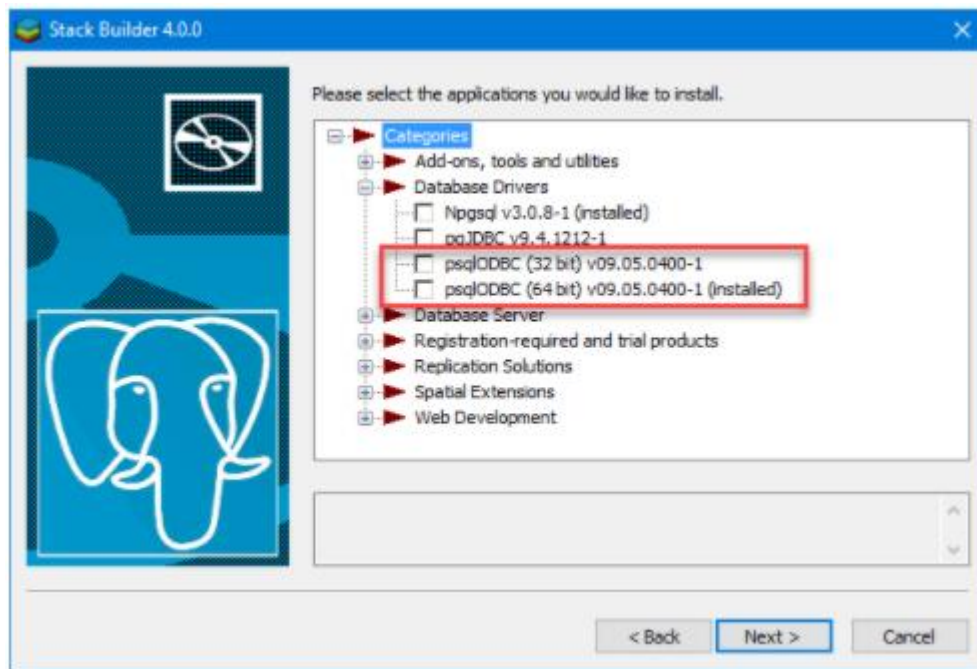 Stack Builder 4.0.0
Please select the applications you would like to install.
Categories
Add-ons, tools and utilities
Database Drivers
Npgsql v3.0.8-1 (installed)
pgJDBC v9.4.1212-1
psqlODBC (32 bit) v09.05.0400-1
psqlODBC (64 bit) v09.05.0400-1 (installed)
Database Server
Registration-required and trial products
Replication Solutions
Spatial Extensions
Web Development
< Back Next > Cancel